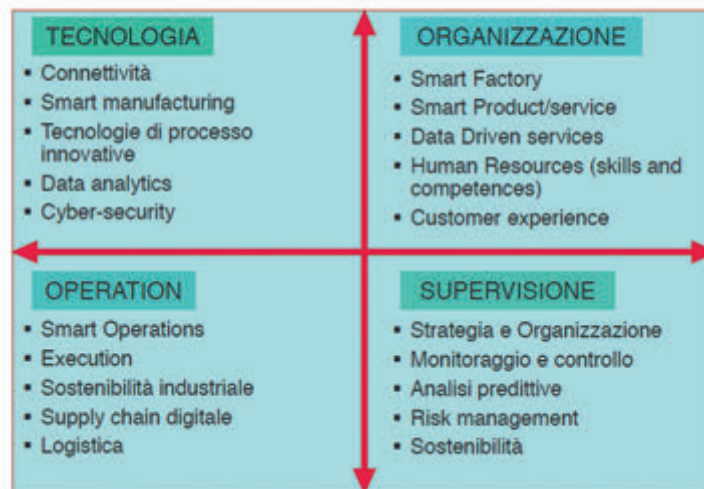 TECNOLOGIA
▪ Connettività
▪ Smart manufacturing
▪ Tecnologie di processo
innovative
▪ Data analytics
▪ Cyber-security
ORGANIZZAZIONE
▪ Smart Factory
▪ Smart Product/service
▪ Data Driven services
▪ Human Resources (skills and
competences)
▪ Customer experience
OPERATION
▪ Smart Operations
▪ Execution
▪ Sostenibilità industriale
▪ Supply chain digitale
▪ Logistica
SUPERVISIONE
▪ Strategia e Organizzazione
▪ Monitoraggio e controllo
▪ Analisi predittive
▪ Risk management
▪ Sostenibilità